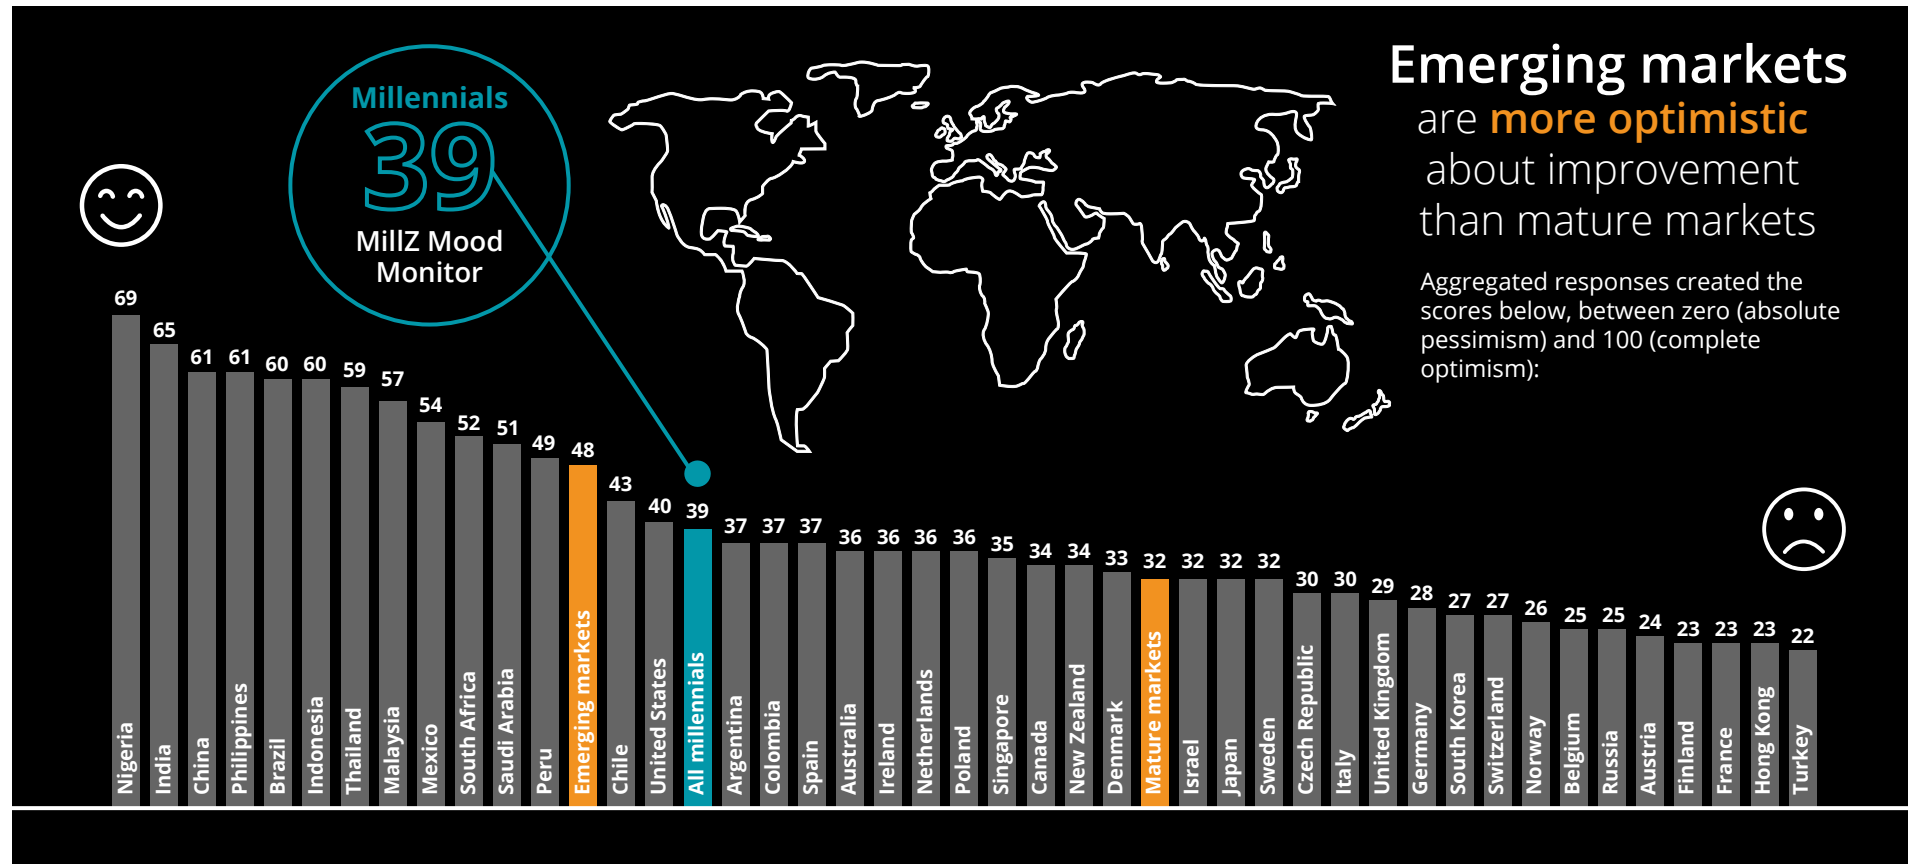 Millennials
39
MillZ Mood
Monitor
Emerging markets
are more optimistic
about improvement
than mature markets
Aggregated responses created the
scores below, between zero (absolute
pessimism) and 100 (complete
optimism):
69
Nigeria
65
India
61
China
61
Philippines
60
Brazil
60
Indonesia
59
Thailand
57
Malaysia
54
Mexico
52
South Africa
51
Saudi Arabia
49
Peru
48
Emerging markets
43
Chile
40
United States
39
All millennials
37
Argentina
37
Colombia
37
Spain
36
Australia
36
Ireland
36
Netherlands
36
Poland
35
Singapore
34
Canada
34
New Zealand
33
Denmark
32
Mature markets
32
Israel
32
Japan
32
Sweden
30
Czech Republic
30
Italy
29
United Kingdom
28
Germany
27
South Korea
27
Switzerland
26
Norway
25
Belgium
25
Russia
24
Austria
23
Finland
23
France
23
Hong Kong
22
Turkey